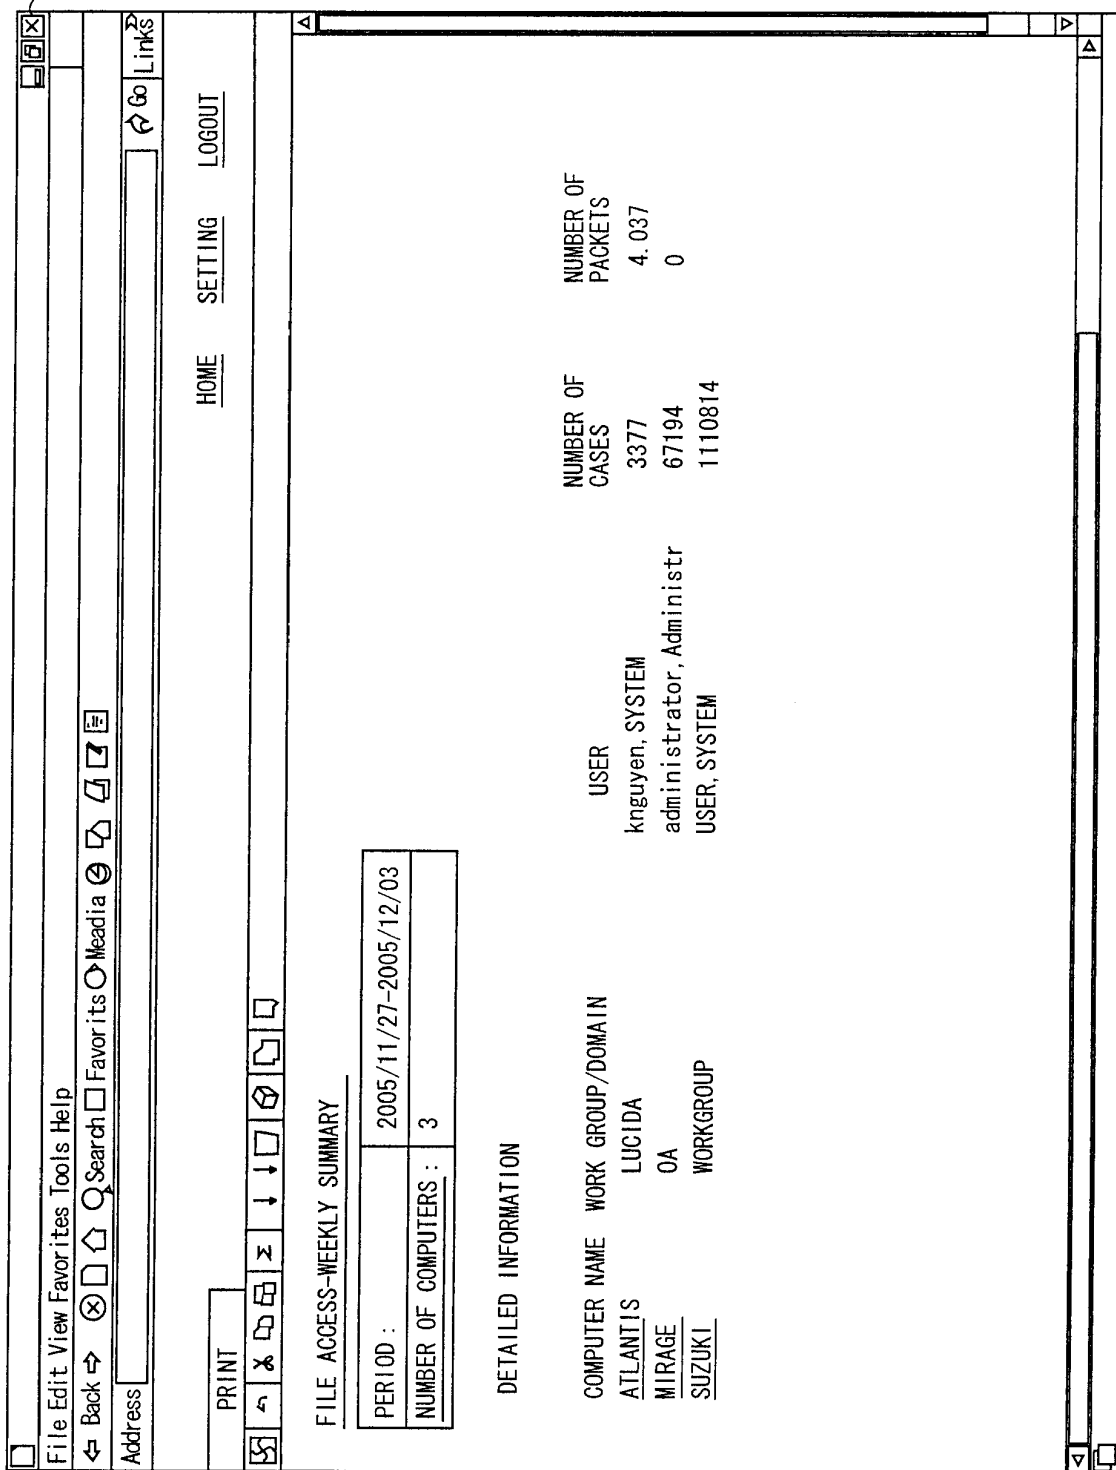 File Edit View Favorites Tools Help
Back Search Favorits Meadia
Address Go Links
HOME SETTING LOGOUT
PRINT
FILE ACCESS-WEEKLY SUMMARY
PERIOD : 2005/11/27-2005/12/03
NUMBER OF COMPUTERS : 3
DETAILED INFORMATION
COMPUTER NAME WORK GROUP/DOMAIN USER NUMBER OF CASES NUMBER OF PACKETS
ATLANTIS LUCIDA knguyen, SYSTEM 3377 4.037
MIRAGE OA administrator, Administr 67194 0
SUZUKI WORKGROUP USER, SYSTEM 1110814